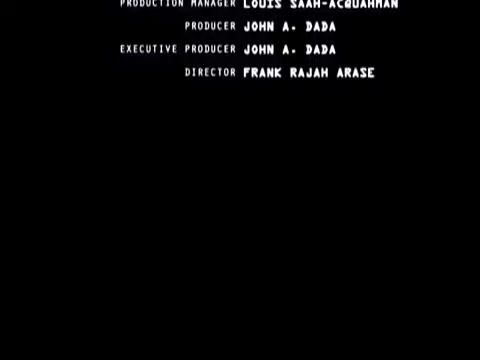 PRODUCTION MANAGER LOUIS SAAH-ACQUAHMAN
PRODUCER JOHN A. DADA
EXECUTIVE PRODUCER JOHN A. DADA
DIRECTOR FRANK RAJAH ARASE